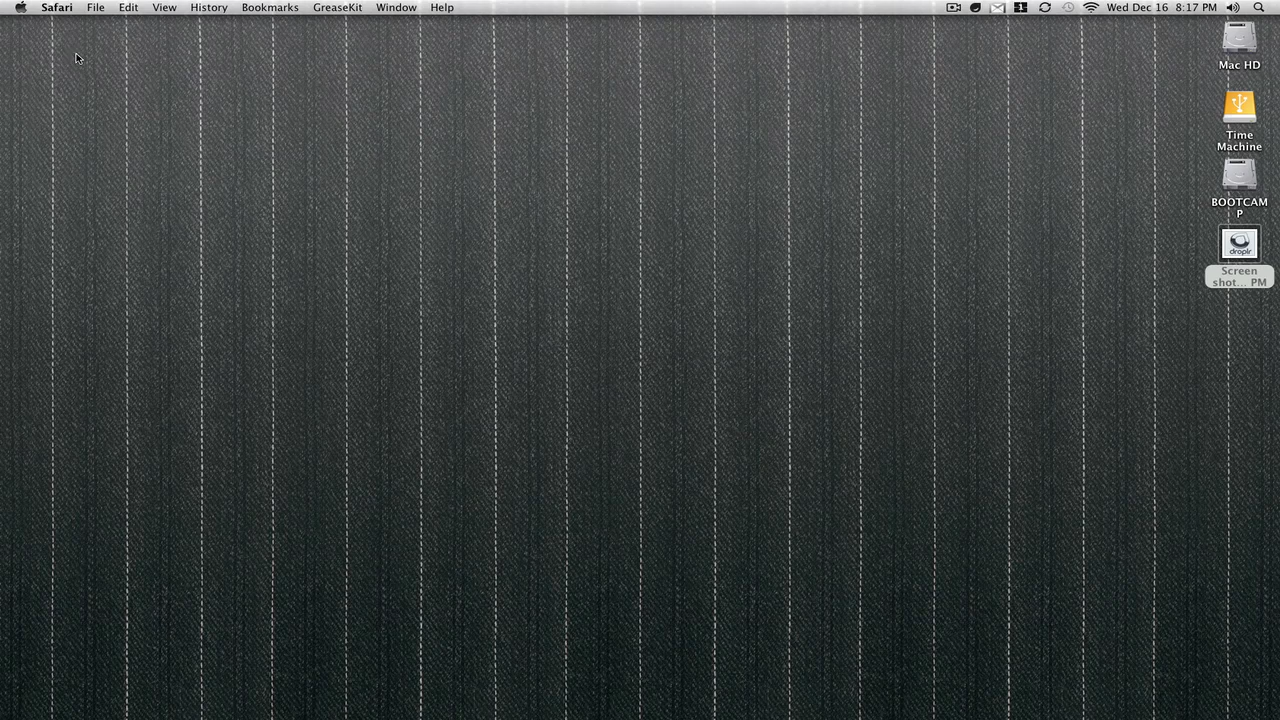 Safari File Edit View History Bookmarks GreaseKit Window Help 1 Wed Dec 16 8:17 PM
Mac HD
Time
Machine
BOOTCAM
P
droplr
Screen
shot... PM